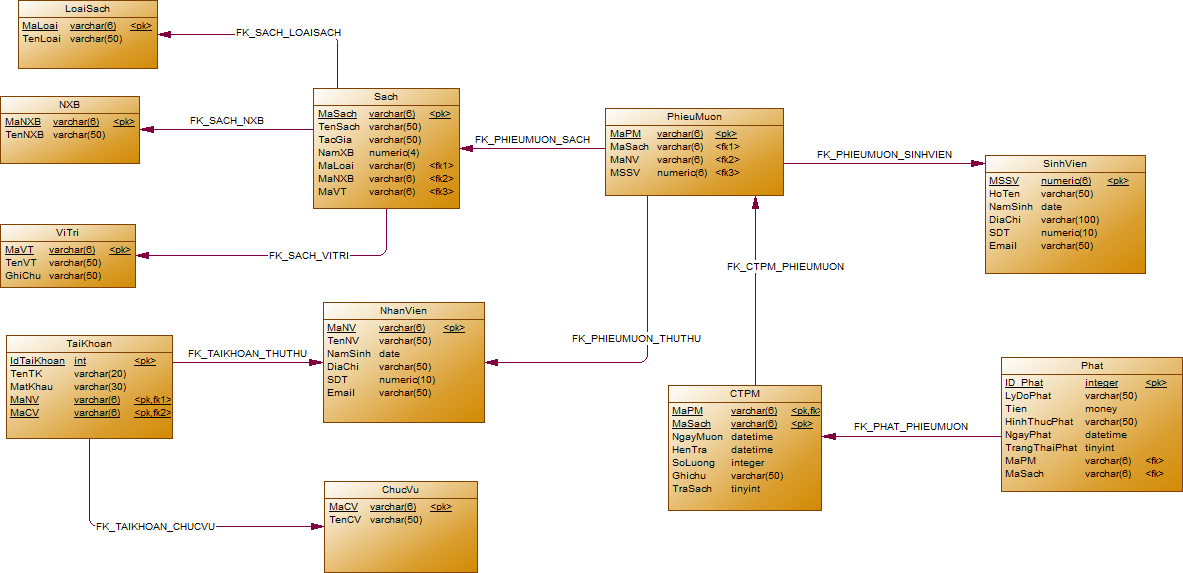 LoaiSach
MaLoai varchar(6) <pk>
TenLoai varchar(50)
FK_SACH_LOAISACH
NXB
MaNXB varchar(6) <pk>
TenNXB varchar(50)
FK_SACH_NXB
Sach
MaSach varchar(6) <pk>
TenSach varchar(50)
TacGia varchar(50)
NamXB numeric(4)
MaLoai varchar(6) <fk1>
MaNXB varchar(6) <fk2>
MaVT varchar(6) <fk3>
FK_PHIEUMUON_SACH
PhieuMuon
MaPM varchar(6) <pk>
MaSach varchar(6) <fk1>
MaNV varchar(6) <fk2>
MSSV numeric(6) <fk3>
FK_PHIEUMUON_SINHVIEN
SinhVien
MSSV numeric(6) <pk>
HoTen varchar(50)
NamSinh date
DiaChi varchar(100)
SDT numeric(10)
Email varchar(50)
ViTri
MaVT varchar(6) <pk>
TenVT varchar(50)
GhiChu varchar(50)
FK_SACH_VITRI
FK_CTPM_PHIEUMUON
TaiKhoan
IdTaiKhoan int <pk>
TenTK varchar(20)
MatKhau varchar(30)
MaNV varchar(6) <pk,fk1>
MaCV varchar(6) <pk,fk2>
FK_TAIKHOAN_THUTHU
NhanVien
MaNV varchar(6) <pk>
TenNV varchar(50)
NamSinh date
DiaChi varchar(50)
SDT numeric(10)
Email varchar(50)
FK_PHIEUMUON_THUTHU
CTPM
MaPM varchar(6) <pk,fk>
MaSach varchar(6) <pk>
NgayMuon datetime
HenTra datetime
SoLuong integer
Ghichu varchar(50)
TraSach tinyint
FK_PHAT_PHIEUMUON
Phat
ID_Phat integer <pk>
LyDoPhat varchar(50)
Tien money
HinhThucPhat varchar(50)
NgayPhat datetime
TrangThaiPhat tinyint
MaPM varchar(6) <fk>
MaSach varchar(6) <fk>
FK_TAIKHOAN_CHUCVU
ChucVu
MaCV varchar(6) <pk>
TenCV varchar(50)